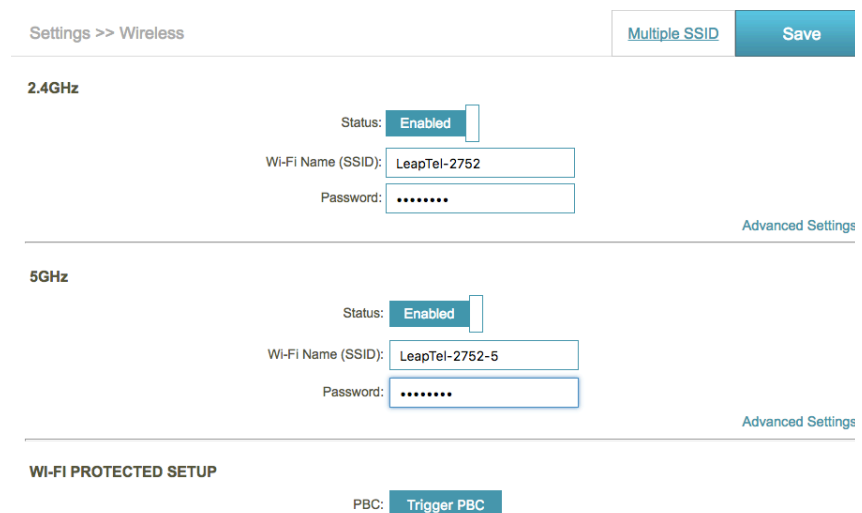 Settings >> Wireless
Multiple SSID
Save
2.4GHz
Status: Enabled
Wi-Fi Name (SSID): LeapTel-2752
Password: ••••••••
Advanced Settings
5GHz
Status: Enabled
Wi-Fi Name (SSID): LeapTel-2752-5
Password: ••••••••
Advanced Settings
WI-FI PROTECTED SETUP
PBC: Trigger PBC